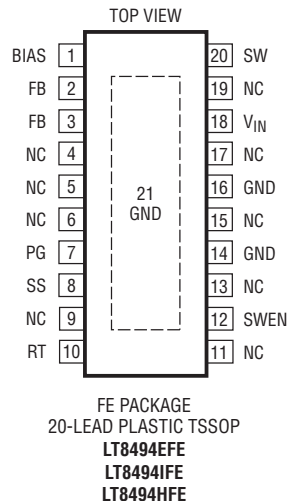 TOP VIEW
BIAS 1 20 SW
FB 2 19 NC
FB 3 18 VIN
NC 4 17 NC
NC 5 16 GND
NC 6 15 NC
PG 7 14 GND
SS 8 13 NC
NC 9 12 SWEN
RT 10 11 NC
21
GND
FE PACKAGE
20-LEAD PLASTIC TSSOP
LT8494EFE
LT8494IFE
LT8494HFE